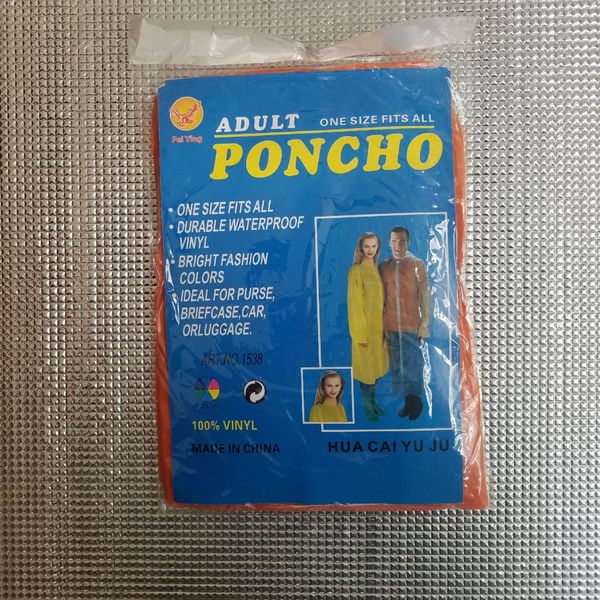 Fei Ying
ADULT ONE SIZE FITS ALL
PONCHO
• ONE SIZE FITS ALL
• DURABLE WATERPROOF
VINYL
• BRIGHT FASHION
COLORS
IDEAL FOR PURSE,
BRIEFCASE,CAR,
ORLUGGAGE.
ART.NO.1538
100% VINYL
MADE IN CHINA
HUA CAI YU JU